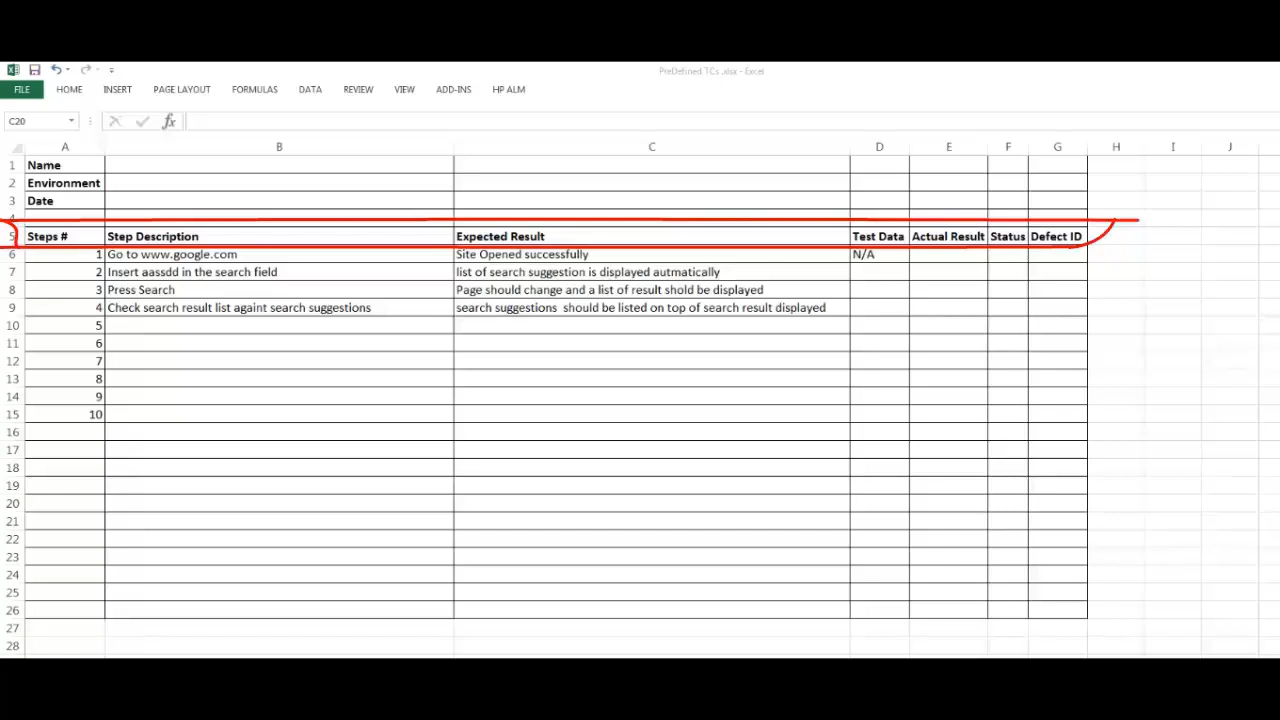 PreDefined TCs .xlsx - Excel
FILE HOME INSERT PAGE LAYOUT FORMULAS DATA REVIEW VIEW ADD-INS HP ALM
C20 fx
A B C D E F G H I J
1 Name
2 Environment
3 Date
4
5 Steps # Step Description Expected Result Test Data Actual Result Status Defect ID
6 1 Go to www.google.com Site Opened successfully N/A
7 2 Insert aassdd in the search field list of search suggestion is displayed autmatically
8 3 Press Search Page should change and a list of result shold be displayed
9 4 Check search result list againt search suggestions search suggestions should be listed on top of search result displayed
10 5
11 6
12 7
13 8
14 9
15 10
16
17
18
19
20
21
22
23
24
25
26
27
28